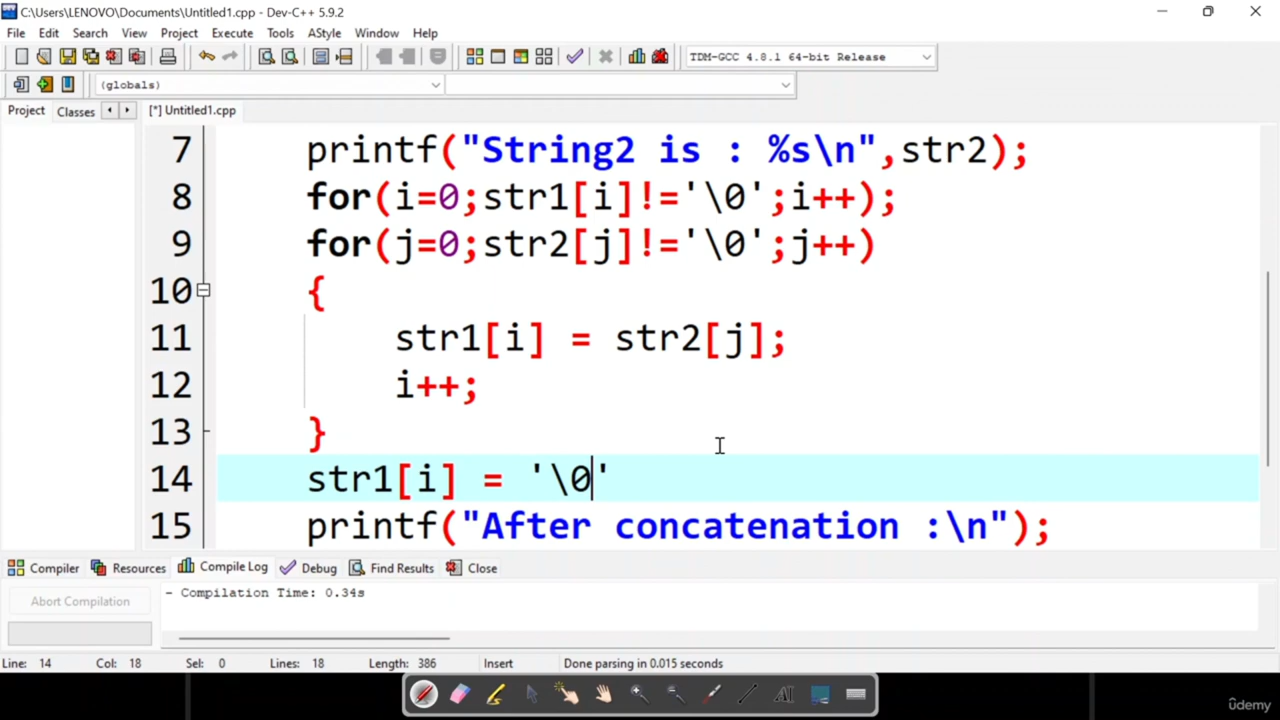 C:\Users\LENOVO\Documents\Untitled1.cpp - Dev-C++ 5.9.2
File Edit Search View Project Execute Tools AStyle Window Help
TDM-GCC 4.8.1 64-bit Release
(globals)
Project Classes [*] Untitled1.cpp
7 printf("String2 is : %s\n",str2);
8 for(i=0;str1[i]!='\0';i++);
9 for(j=0;str2[j]!='\0';j++)
10 {
11 str1[i] = str2[j];
12 i++;
13 }
14 str1[i] = '\0'
15 printf("After concatenation :\n");
Compiler Resources Compile Log Debug Find Results Close
Abort Compilation
- Compilation Time: 0.34s
Line: 14 Col: 18 Sel: 0 Lines: 18 Length: 386 Insert Done parsing in 0.015 seconds
AI
ûdemy